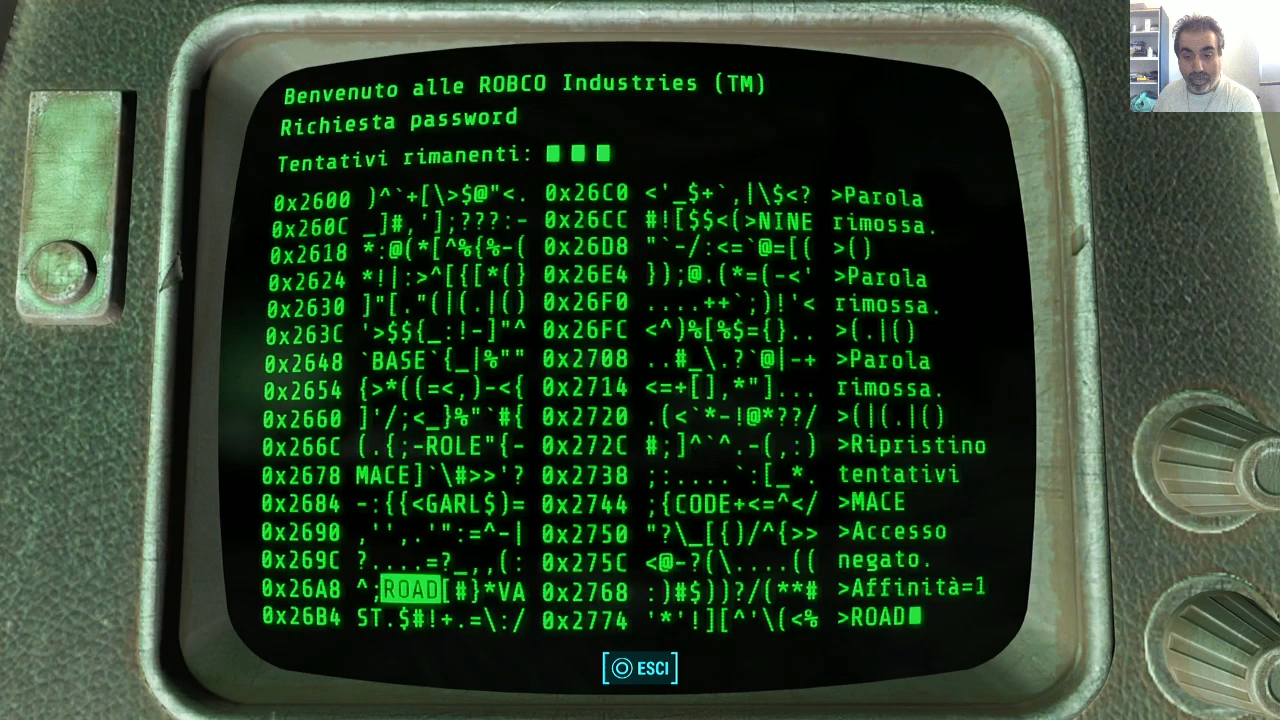 Benvenuto alle ROBCO Industries (TM)
Richiesta password
Tentativi rimanenti:
0x2600 )^`+[\>$@"<. 0x26C0 <'_$+`,|\$<? >Parola
0x260C _]#,'];???:- 0x26CC #![$$<(>NINE rimossa.
0x2618 *:@(*[^%{%-( 0x26D8 "`-/:<=`@=[( >()
0x2624 *!|:>^[{[*(} 0x26E4 });@.(*=(-<' >Parola
0x2630 ]"[."(|(.|() 0x26F0 ....++`;)!'< rimossa.
0x263C '>$${_:!-]"^ 0x26FC <^)%[%$={}.. >(.|()
0x2648 `BASE`{_|%"" 0x2708 ..#_\.?`@|-+ >Parola
0x2654 {>*((=<,)-<{ 0x2714 <=+[],*"]... rimossa.
0x2660 ]'/;<_}%"`#{ 0x2720 .(<`*-!@*??/ >(|(.|()
0x266C (.{;-ROLE"{- 0x272C #;]^`^.-(,:) >Ripristino
0x2678 MACE]`\#>>'? 0x2738 ;:....`:[_*. tentativi
0x2684 -:{{<GARL$)= 0x2744 ;{CODE+<=^</ >MACE
0x2690 ,'',.'":=^-| 0x2750 "?\_[{)/^{>> >Accesso
0x269C ?....=?_,,(: 0x275C <@-?(\....(( negato.
0x26A8 ^;ROAD[#}*VA 0x2768 :)#$))?/(**# >Affinità=1
0x26B4 ST.$#!+.=\:/ 0x2774 '*'!][^'\(<% >ROAD
ESCI